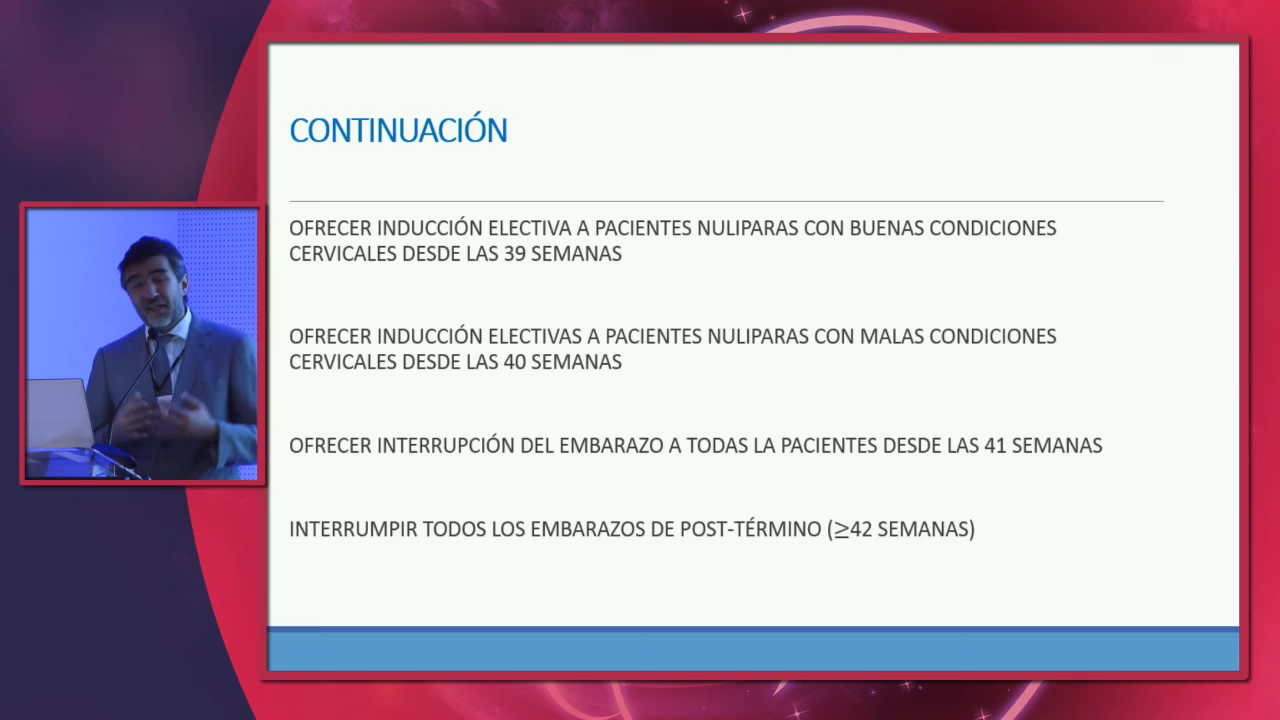 CONTINUACIÓN
OFRECER INDUCCIÓN ELECTIVA A PACIENTES NULIPARAS CON BUENAS CONDICIONES
CERVICALES DESDE LAS 39 SEMANAS
OFRECER INDUCCIÓN ELECTIVAS A PACIENTES NULIPARAS CON MALAS CONDICIONES
CERVICALES DESDE LAS 40 SEMANAS
OFRECER INTERRUPCIÓN DEL EMBARAZO A TODAS LA PACIENTES DESDE LAS 41 SEMANAS
INTERRUMPIR TODOS LOS EMBARAZOS DE POST-TÉRMINO (≥42 SEMANAS)